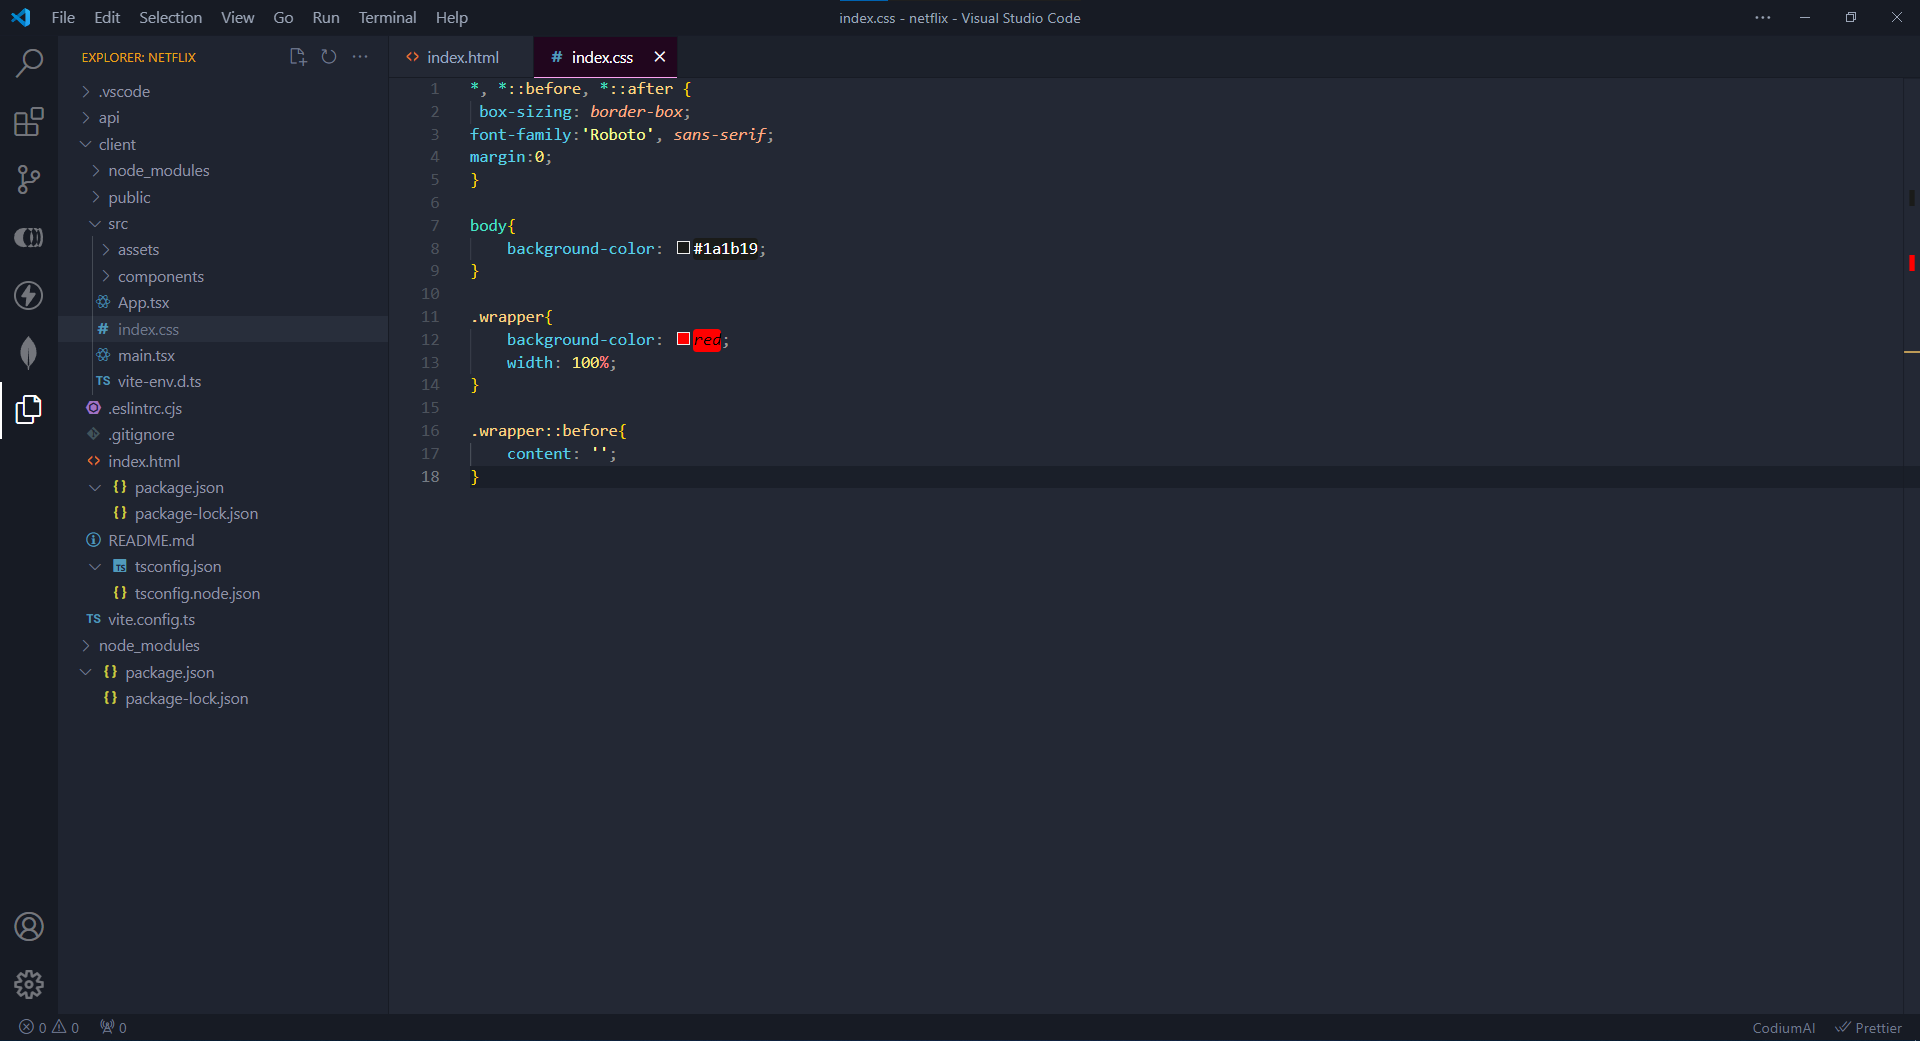 File Edit Selection View Go Run Terminal Help
index.css - netflix - Visual Studio Code
EXPLORER: NETFLIX
.vscode
api
client
node_modules
public
src
assets
components
App.tsx
# index.css
main.tsx
TS vite-env.d.ts
.eslintrc.cjs
.gitignore
<> index.html
{} package.json
{} package-lock.json
README.md
TS tsconfig.json
{} tsconfig.node.json
TS vite.config.ts
node_modules
{} package.json
{} package-lock.json
<> index.html
# index.css
1 *, *::before, *::after {
2 box-sizing: border-box;
3 font-family:'Roboto', sans-serif;
4 margin:0;
5 }
6
7 body{
8 background-color: #1a1b19;
9 }
10
11 .wrapper{
12 background-color: red;
13 width: 100%;
14 }
15
16 .wrapper::before{
17 content: '';
18 }
0 0 0
CodiumAI Prettier